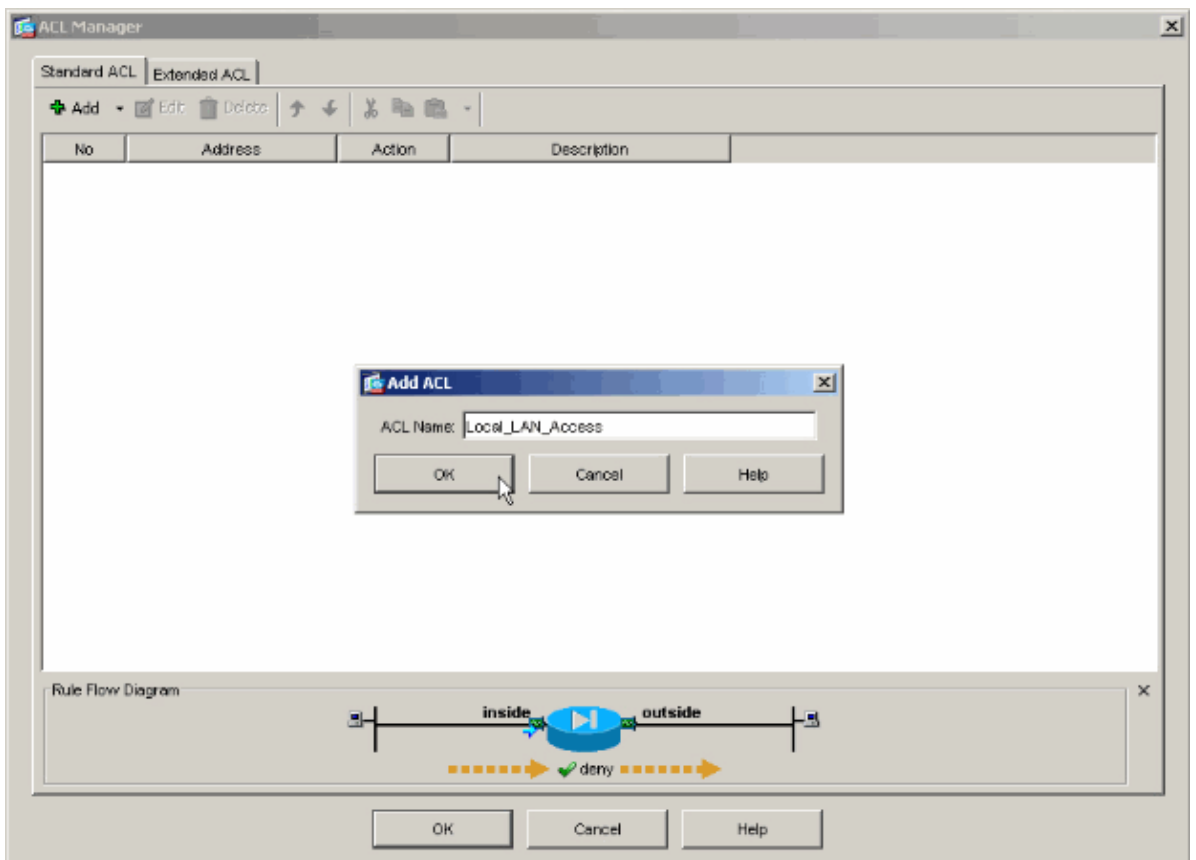 ACL Manager
Standard ACL Extended ACL
Add Edit Delete
No Address Action Description
Add ACL
ACL Name: Local_LAN_Access
OK Cancel Help
Rule Flow Diagram
inside outside
deny
OK Cancel Help